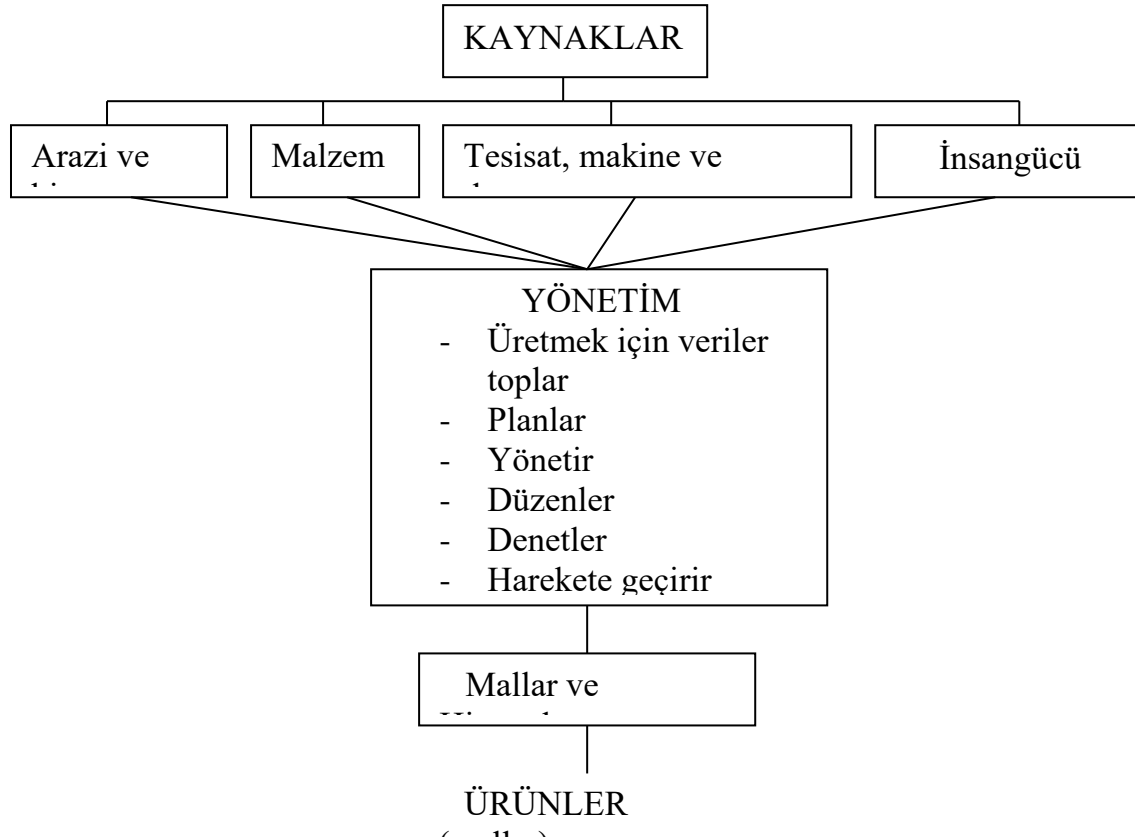 KAYNAKLAR
Arazi ve
Malzem
Tesisat, makine ve
İnsangücü
YÖNETİM
- Üretmek için veriler
toplar
- Planlar
- Yönetir
- Düzenler
- Denetler
- Harekete geçirir
Mallar ve
ÜRÜNLER